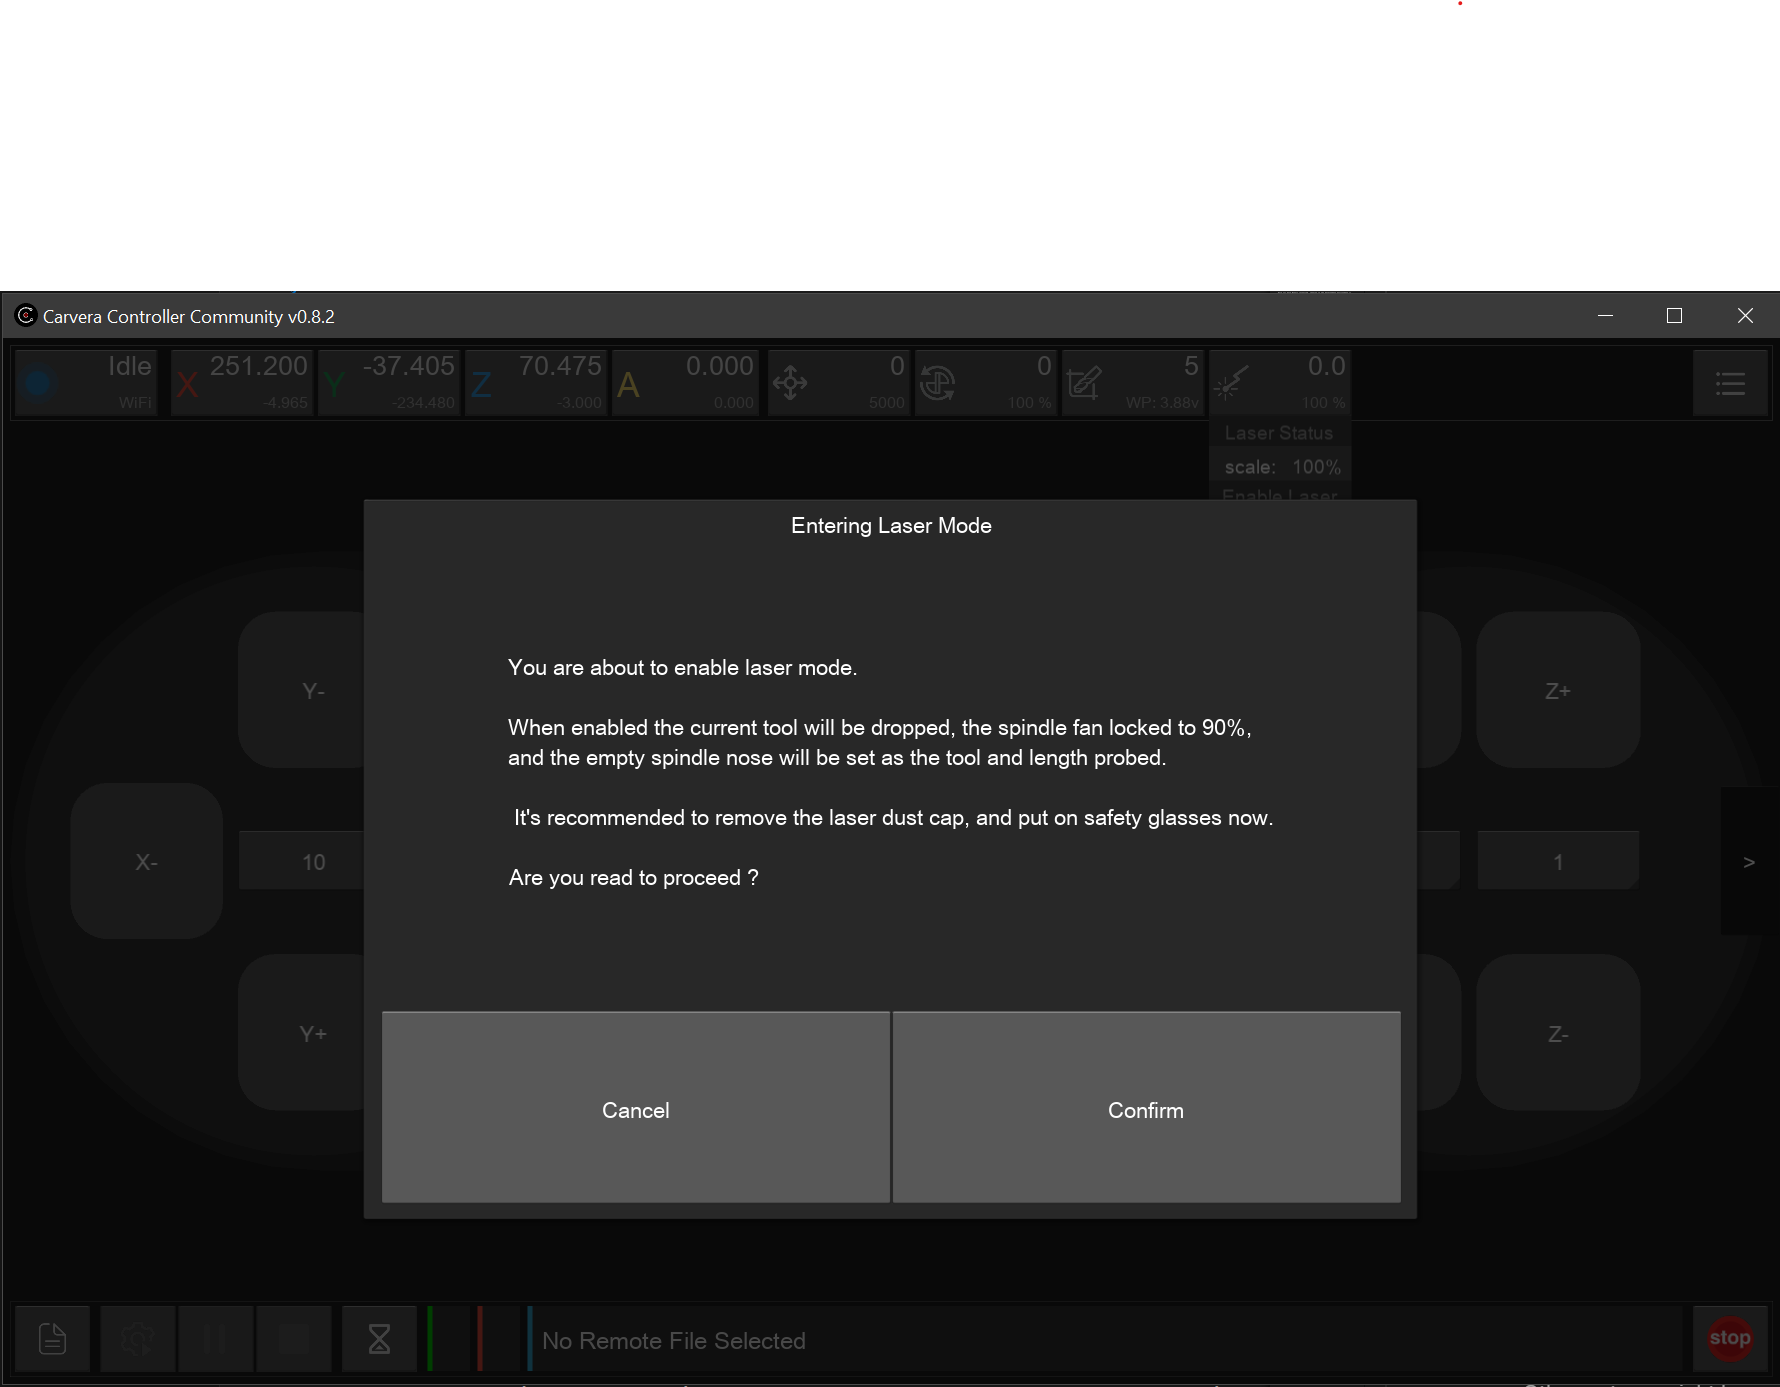 Carvera Controller Community v0.8.2
Idle
WiFi
X 251.200
-4.965
Y -37.405
-234.480
Z 70.475
-3.000
A 0.000
0.000
0
5000
0
100 %
5
WP: 3.88v
0.0
100 %
Laser Status
scale: 100%
Enable Laser
Entering Laser Mode
You are about to enable laser mode.
When enabled the current tool will be dropped, the spindle fan locked to 90%,
and the empty spindle nose will be set as the tool and length probed.
It's recommended to remove the laser dust cap, and put on safety glasses now.
Are you read to proceed ?
Cancel
Confirm
Y-
X-
10
Y+
Z+
1
>
Z-
No Remote File Selected
stop